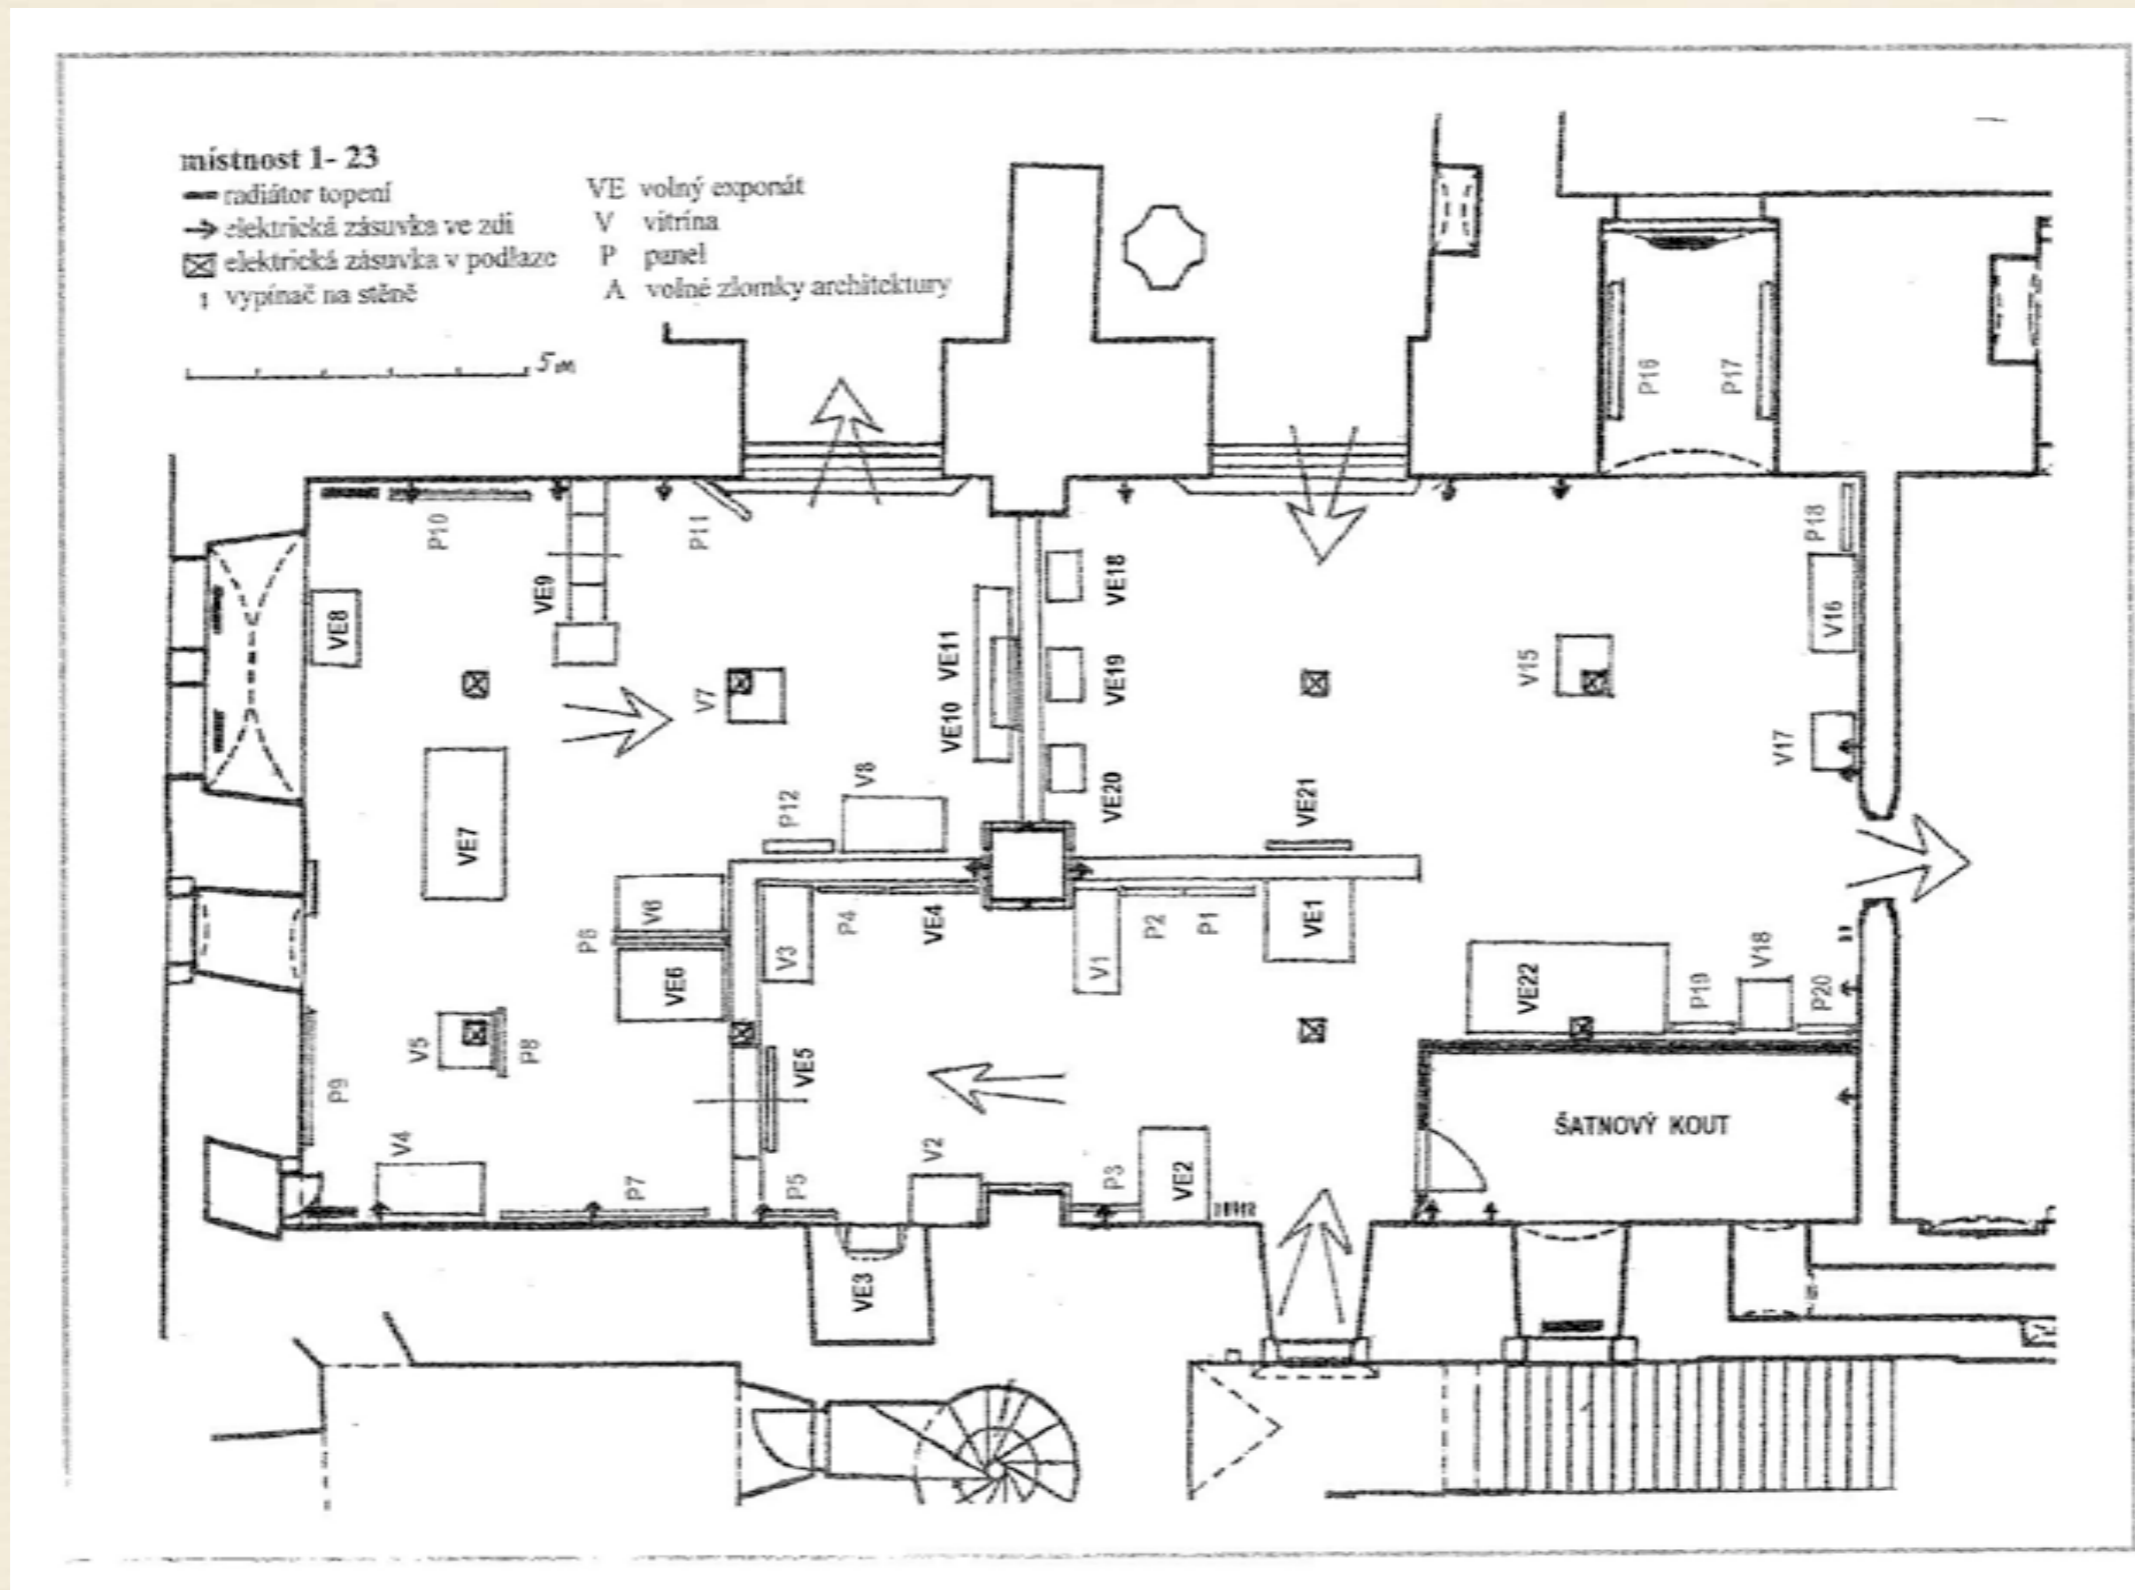 místnost 1- 23
radiátor topení
elektrická zásuvka ve zdi
elektrická zásuvka v podlaze
vypínač na stěně
VE volný exponát
V vitrína
P panel
A volné zlomky architektury
5 m
P16
P17
P10
P11
P18
VE8
VE9
VE18
V16
VE11
VE19
V15
V7
VE10
V17
VE7
P12
V8
VE20
VE21
P6
V6
V3
P4
VE4
V1
P2
P1
VE1
VE6
VE22
P19
V18
P20
V5
P8
VE5
P9
ŠATNOVÝ KOUT
V4
P7
P5
V2
P3
VE2
VE3